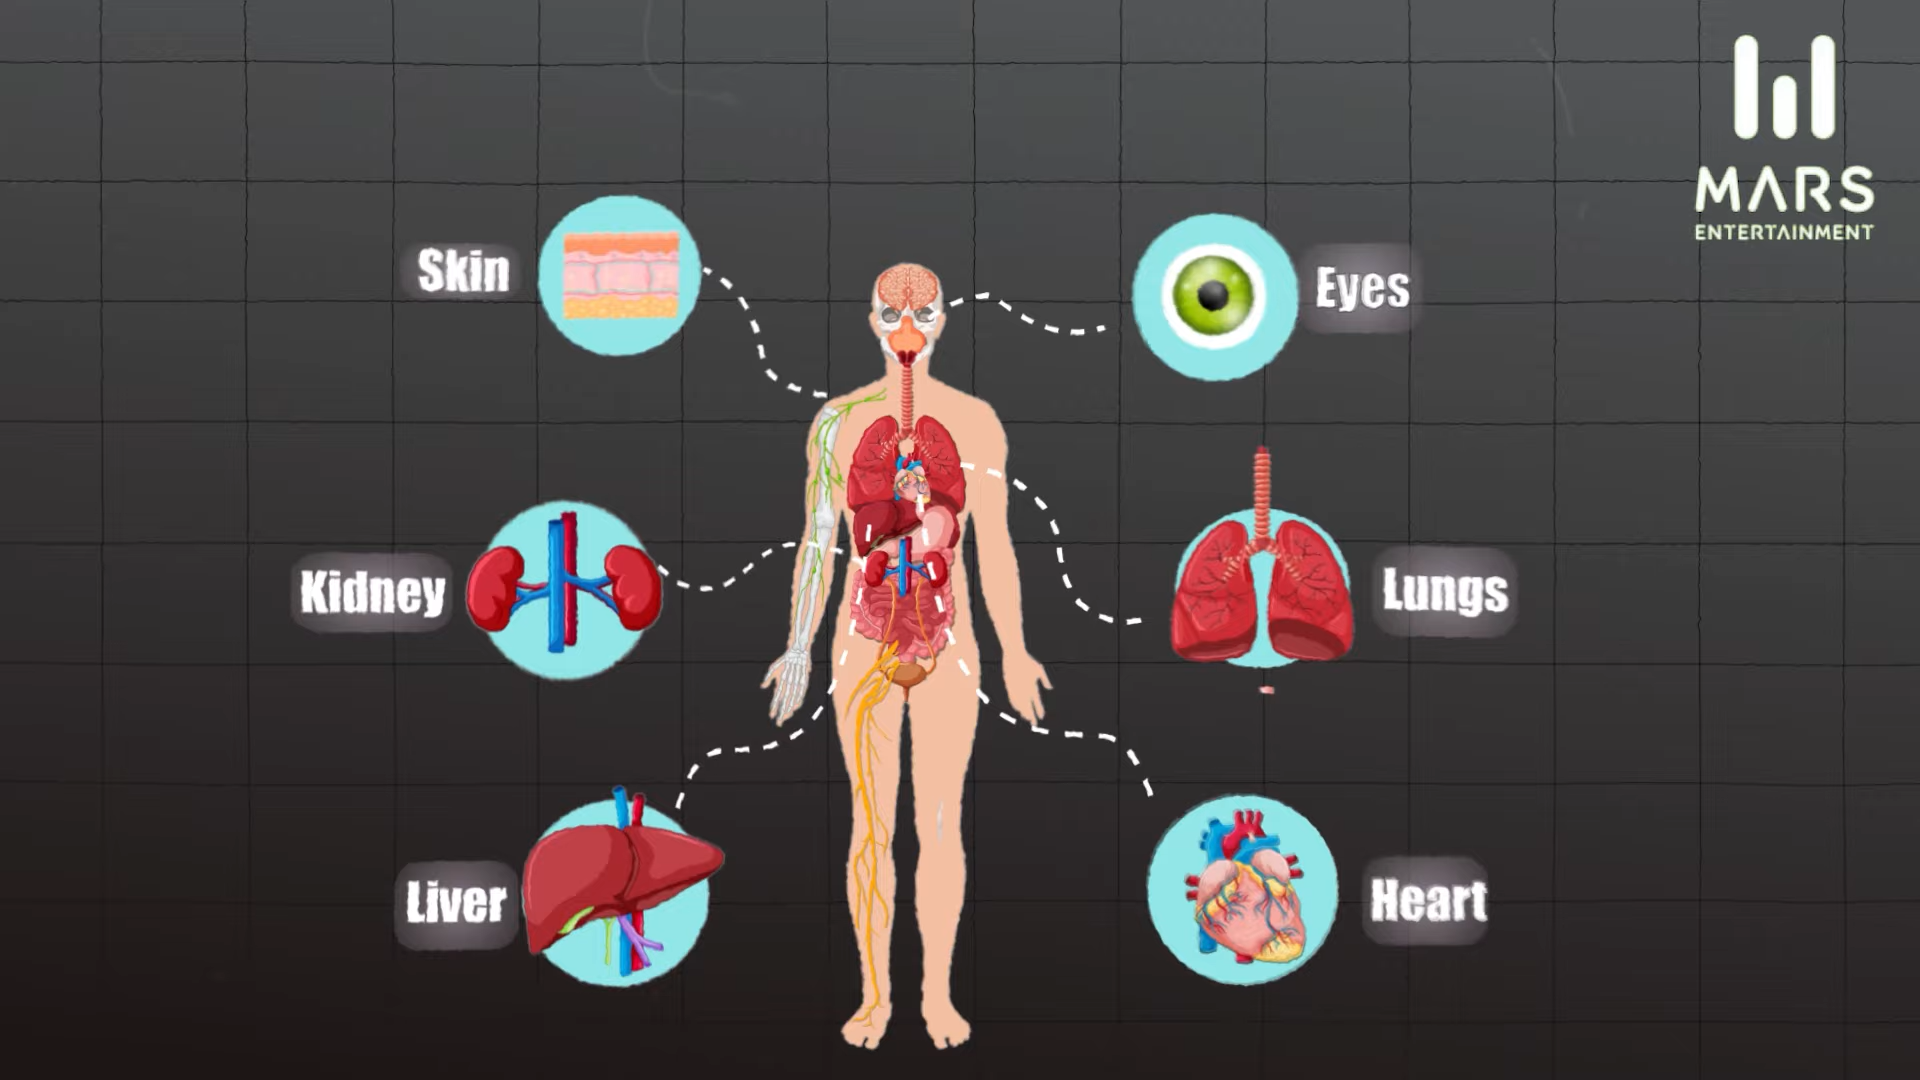 MARS
ENTERTAINMENT
Skin
Eyes
Kidney
Lungs
Liver
Heart